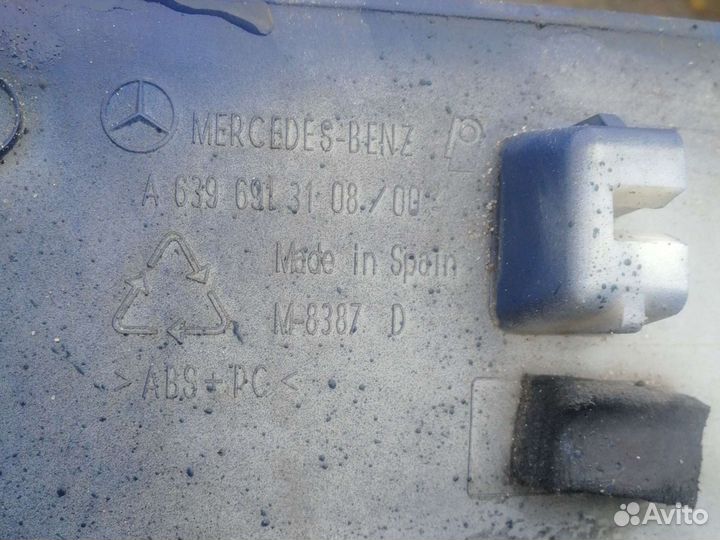 MERCEDES-BENZ
A 639 691 31 08 / 00
Made in Spain
M-8387 D
> ABS + PC <
Avito